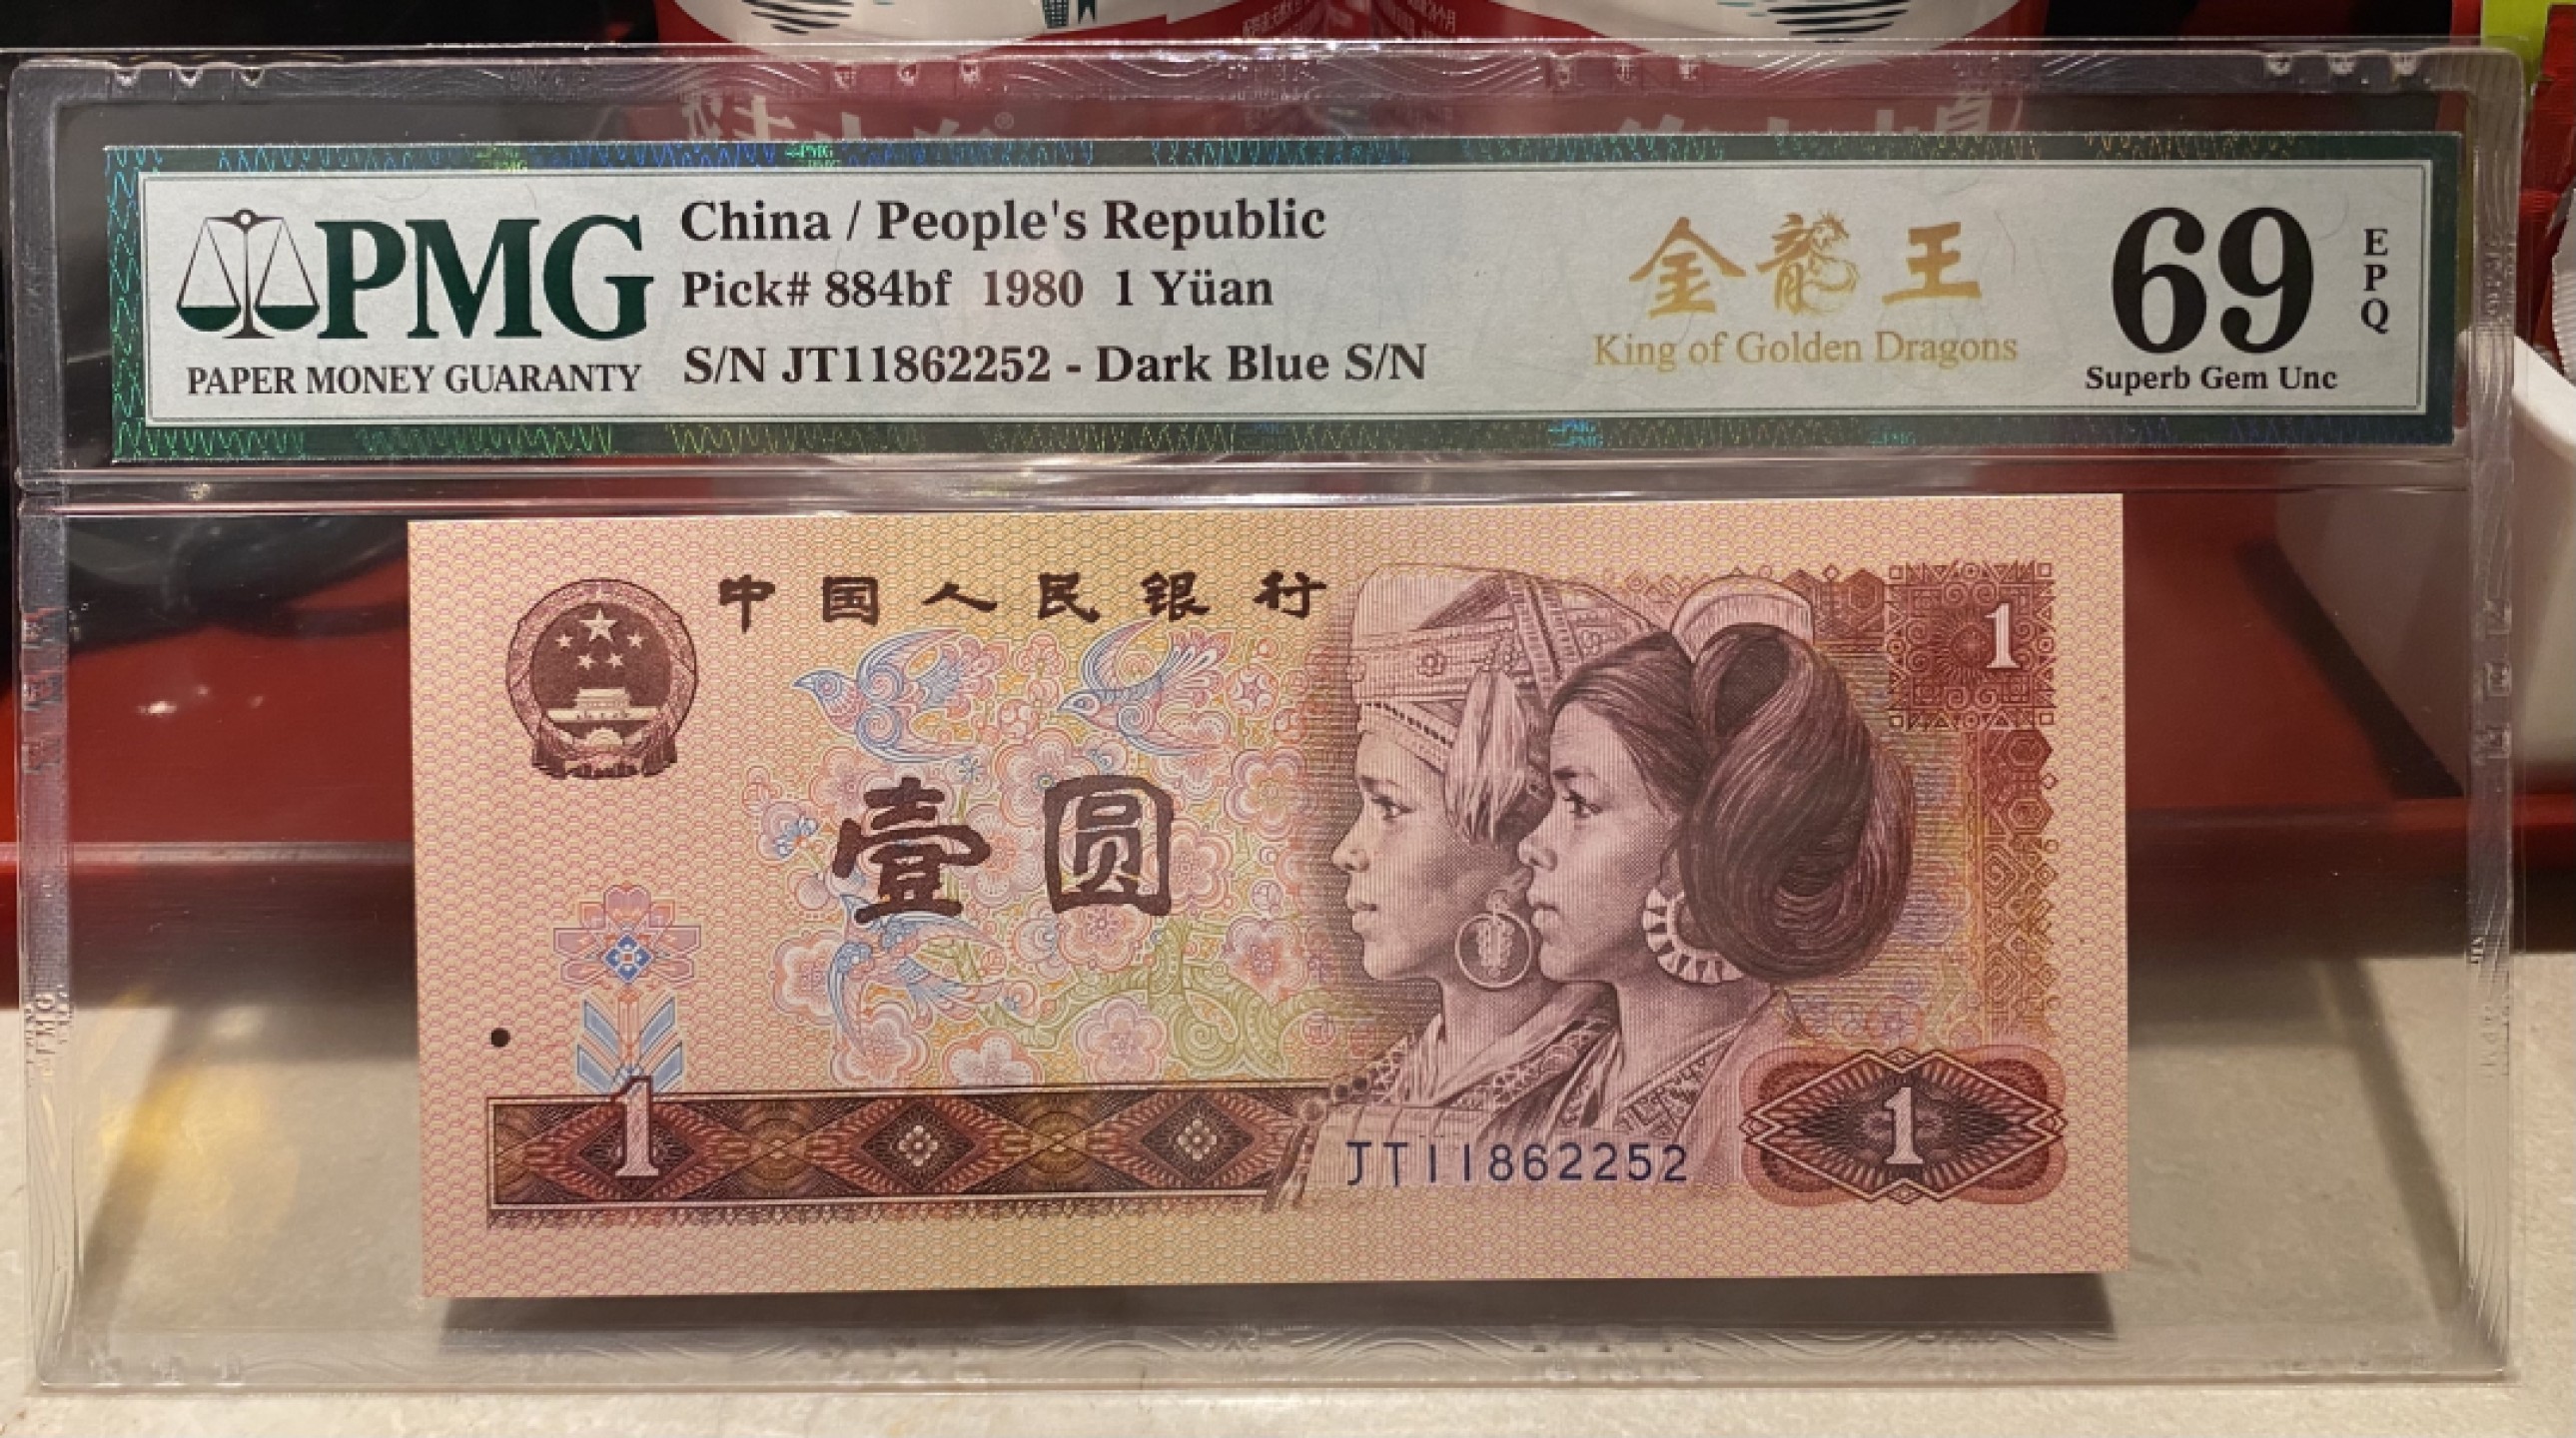 PMG
PAPER MONEY GUARANTY
China / People's Republic
Pick# 884bf 1980 1 Yüan
S/N JT11862252 - Dark Blue S/N
金龍王
King of Golden Dragons
69
EPQ
Superb Gem Unc
中国人民银行
1
壹圆
1
JT11862252
1